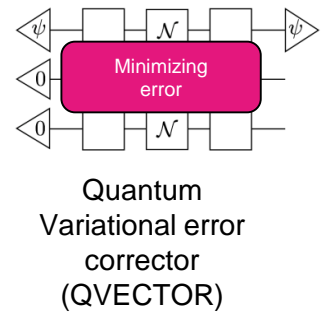 ψ 𝒩 ψ
0
Minimizing
error
0 𝒩
Quantum
Variational error
corrector
(QVECTOR)